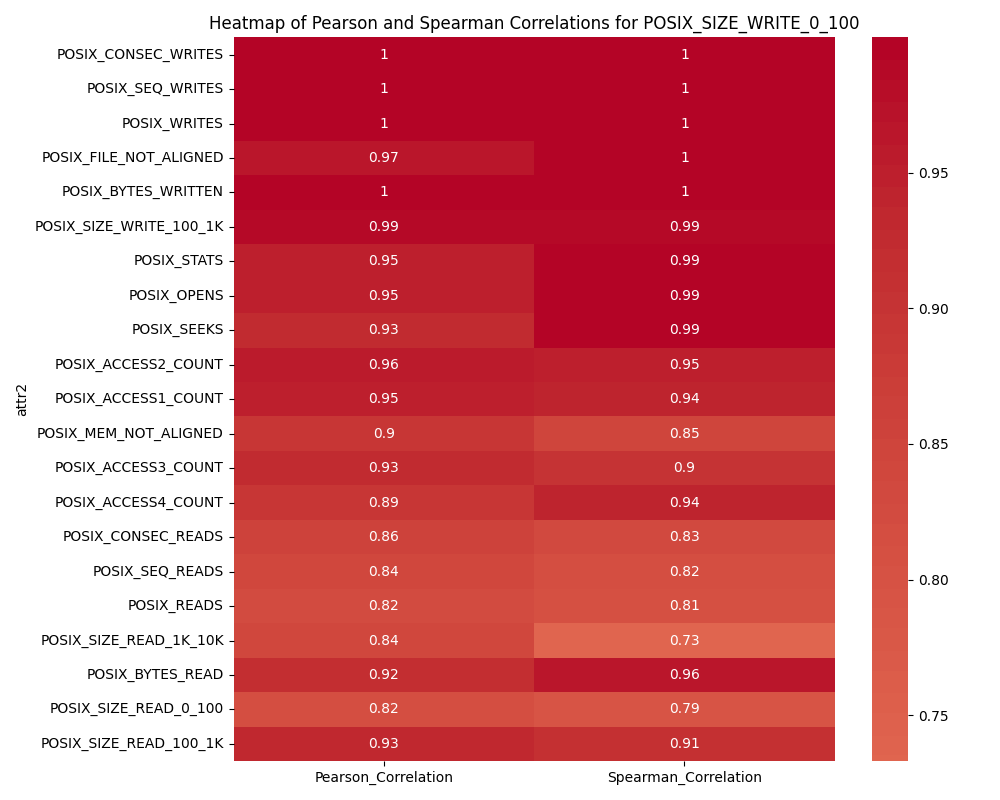 Heatmap of Pearson and Spearman Correlations for POSIX_SIZE_WRITE_0_100
attr2
POSIX_CONSEC_WRITES 1 1
POSIX_SEQ_WRITES 1 1
POSIX_WRITES 1 1
POSIX_FILE_NOT_ALIGNED 0.97 1
POSIX_BYTES_WRITTEN 1 1
POSIX_SIZE_WRITE_100_1K 0.99 0.99
POSIX_STATS 0.95 0.99
POSIX_OPENS 0.95 0.99
POSIX_SEEKS 0.93 0.99
POSIX_ACCESS2_COUNT 0.96 0.95
POSIX_ACCESS1_COUNT 0.95 0.94
POSIX_MEM_NOT_ALIGNED 0.9 0.85
POSIX_ACCESS3_COUNT 0.93 0.9
POSIX_ACCESS4_COUNT 0.89 0.94
POSIX_CONSEC_READS 0.86 0.83
POSIX_SEQ_READS 0.84 0.82
POSIX_READS 0.82 0.81
POSIX_SIZE_READ_1K_10K 0.84 0.73
POSIX_BYTES_READ 0.92 0.96
POSIX_SIZE_READ_0_100 0.82 0.79
POSIX_SIZE_READ_100_1K 0.93 0.91
Pearson_Correlation Spearman_Correlation
0.95
0.90
0.85
0.80
0.75